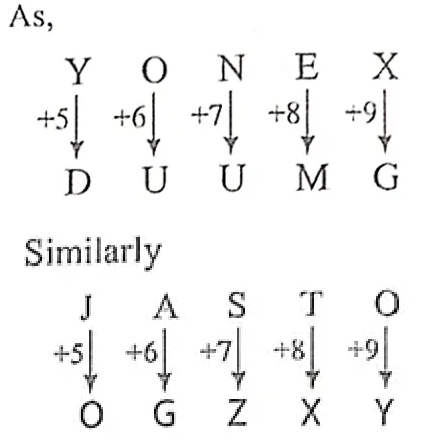 As,
Y O N E X
+5 +6 +7 +8 +9
D U U M G
Similarly
J A S T O
+5 +6 +7 +8 +9
O G Z X Y